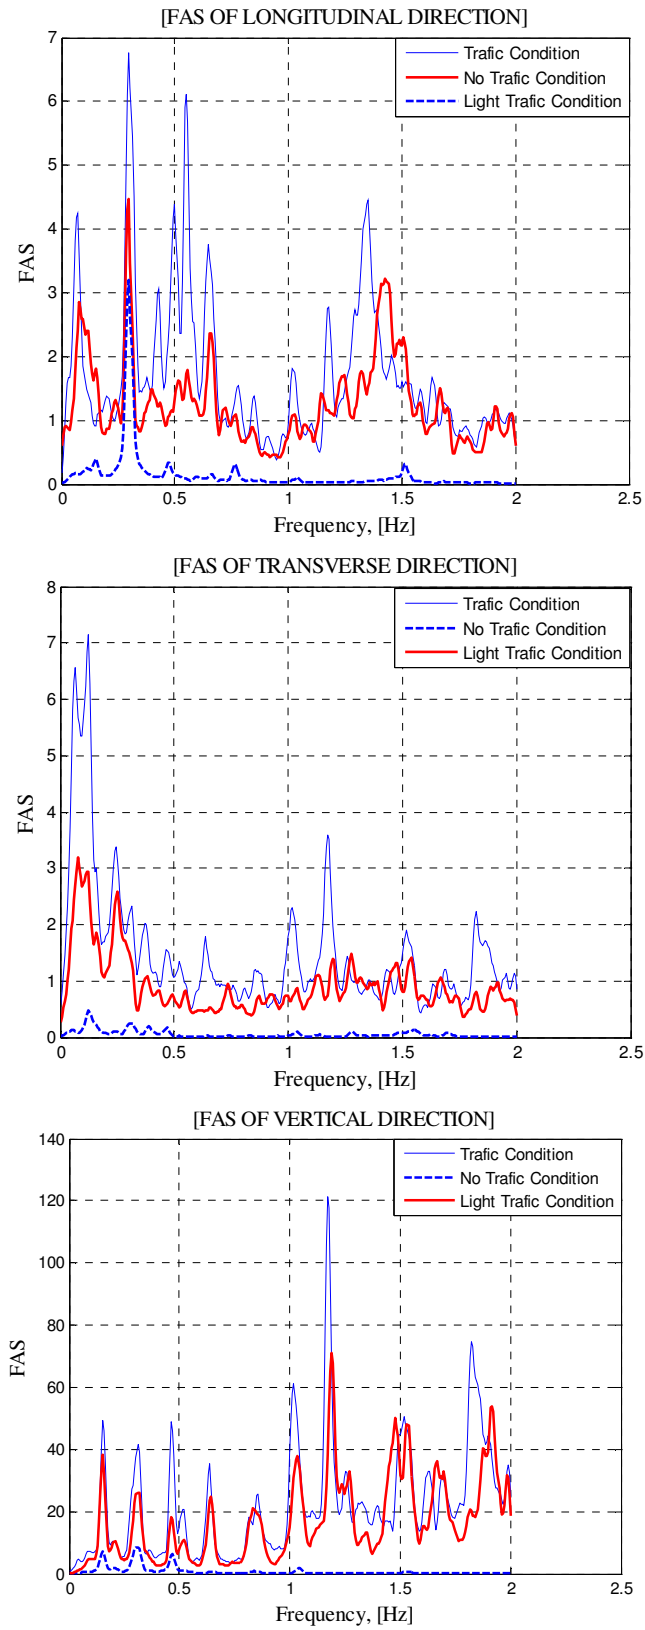 [FAS OF LONGITUDINAL DIRECTION]
7
6
5
4
3
2
1
0
FAS
Trafic Condition
No Trafic Condition
Light Trafic Condition
0 0.5 1 1.5 2 2.5
Frequency, [Hz]
[FAS OF TRANSVERSE DIRECTION]
8
7
6
5
4
3
2
1
0
FAS
Trafic Condition
No Trafic Condition
Light Trafic Condition
0 0.5 1 1.5 2 2.5
Frequency, [Hz]
[FAS OF VERTICAL DIRECTION]
140
120
100
80
60
40
20
0
FAS
Trafic Condition
No Trafic Condition
Light Trafic Condition
0 0.5 1 1.5 2 2.5
Frequency, [Hz]